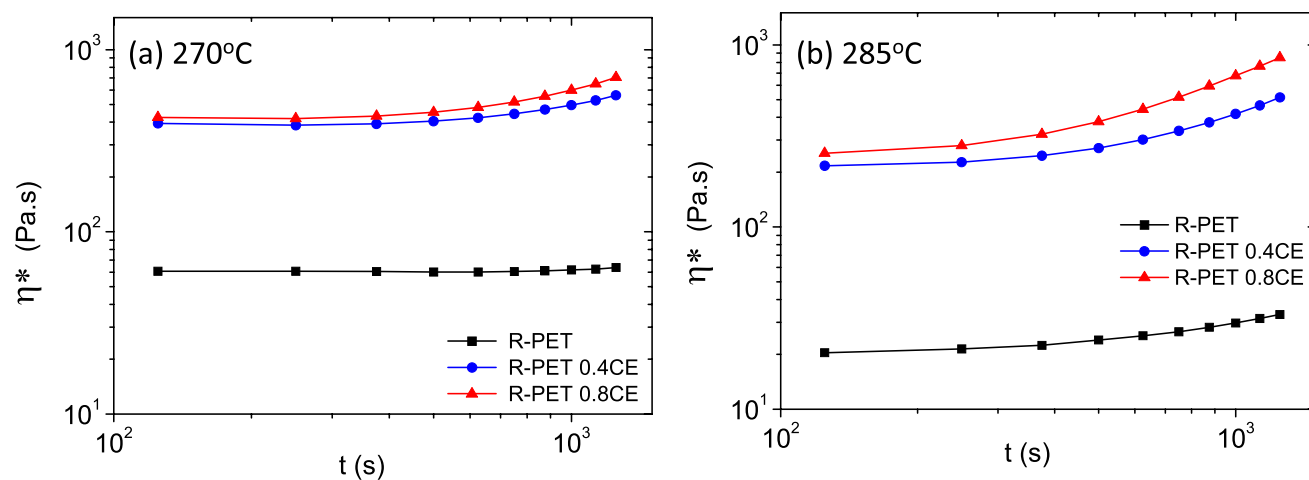 (a) 270°C
10³
10²
10¹
η* (Pa.s)
R-PET
R-PET 0.4CE
R-PET 0.8CE
10² 10³
t (s)
(b) 285°C
10³
10²
10¹
η* (Pa.s)
R-PET
R-PET 0.4CE
R-PET 0.8CE
10² 10³
t (s)